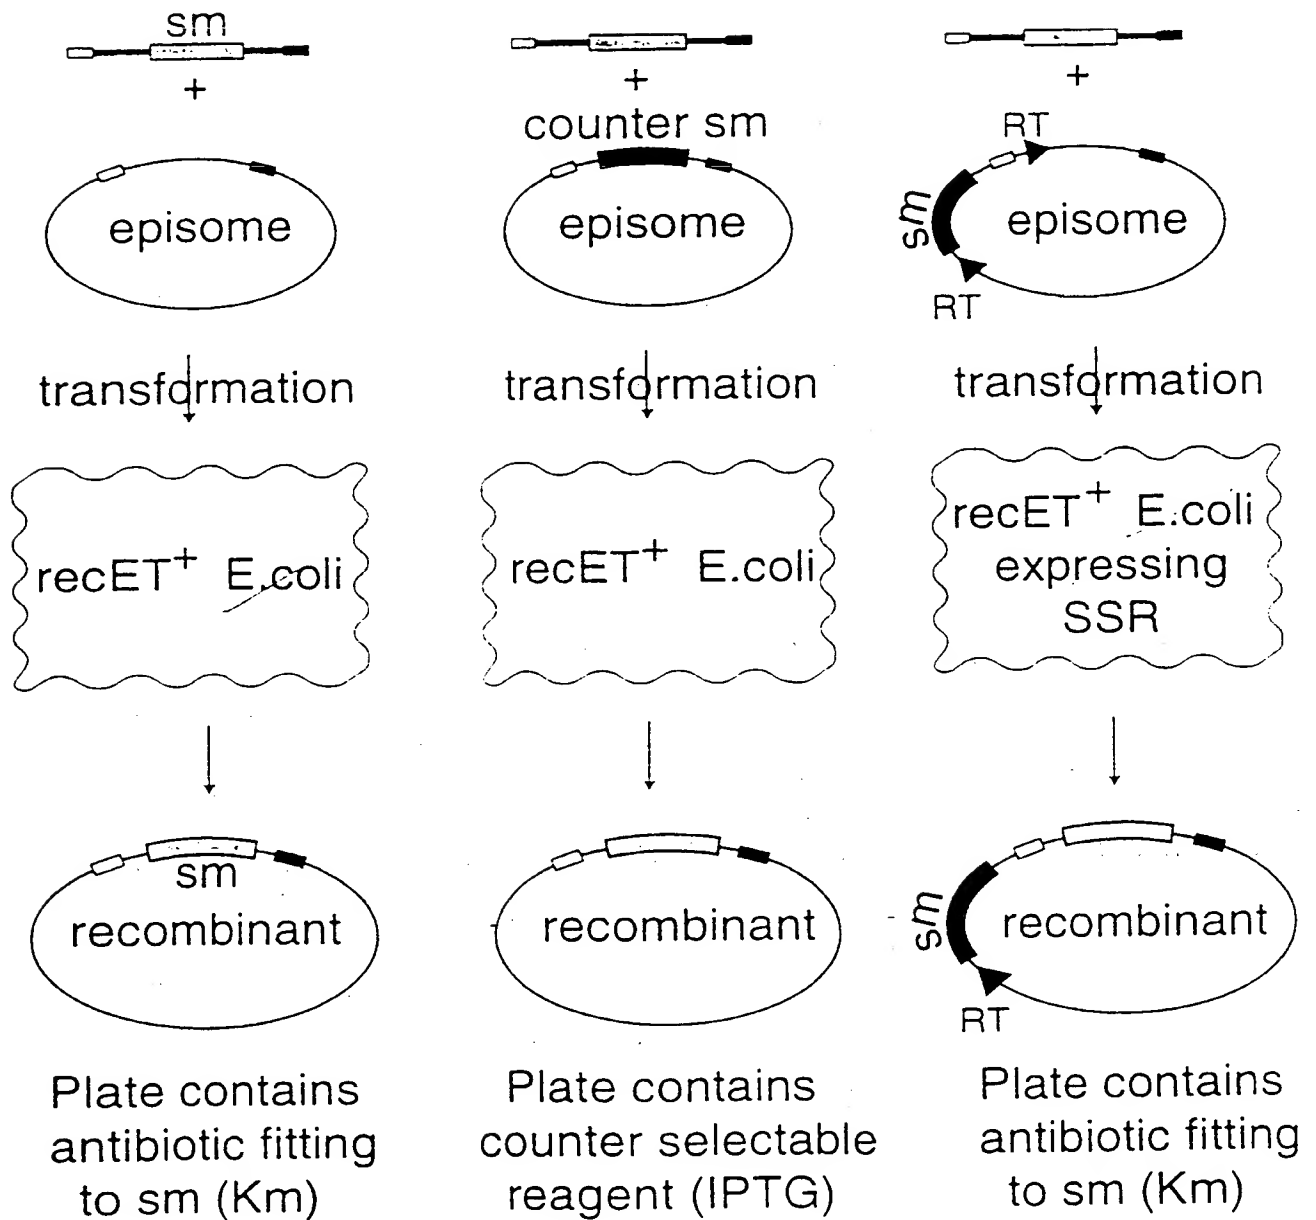 sm
+
episome
transformation
recET+ E.coli
sm
recombinant
Plate contains
antibiotic fitting
to sm (Km)
+
counter sm
episome
transformation
recET+ E.coli
recombinant
Plate contains
counter selectable
reagent (IPTG)
+
RT
sm
episome
RT
transformation
recET+ E.coli
expressing
SSR
sm
recombinant
RT
Plate contains
antibiotic fitting
to sm (Km)